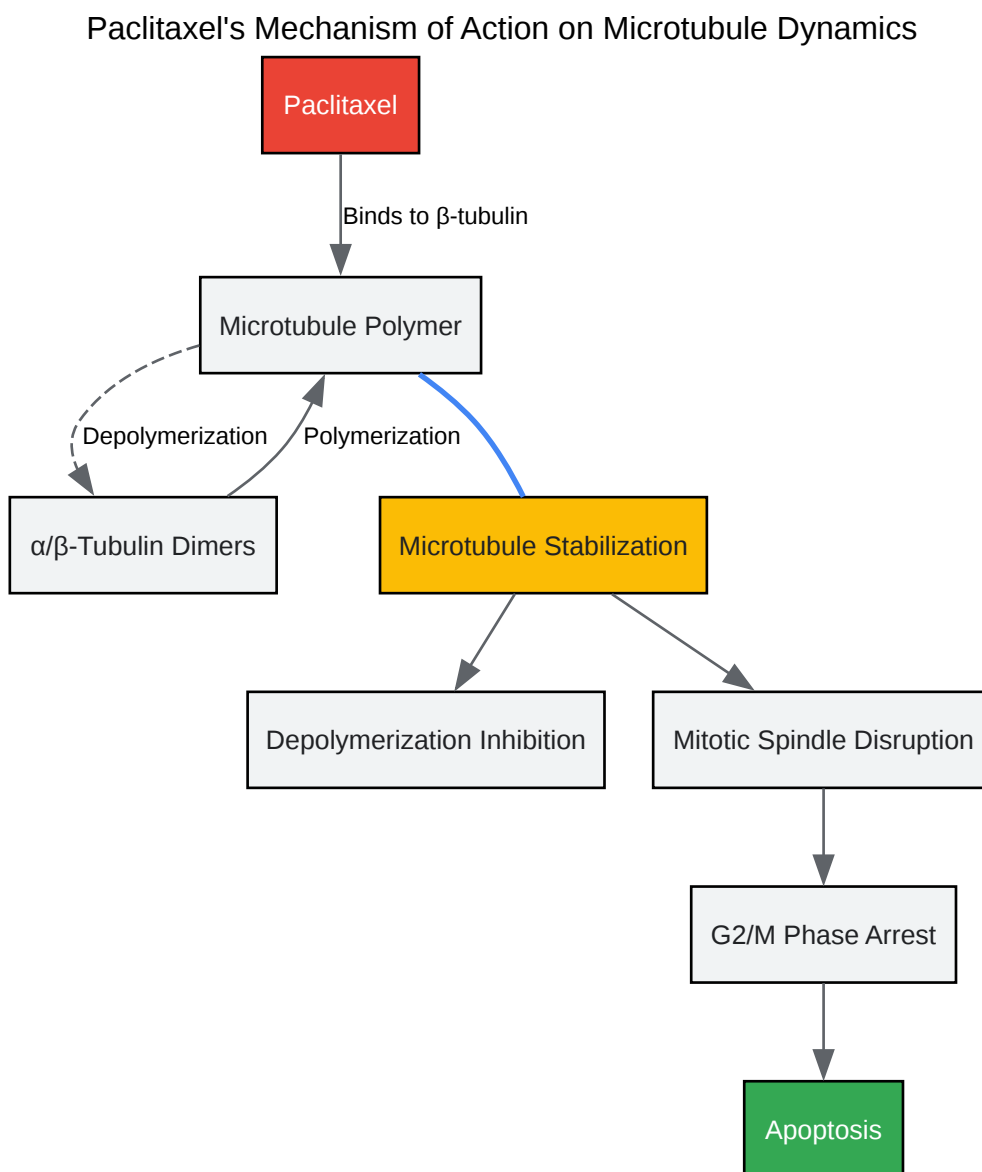 Paclitaxel's Mechanism of Action on Microtubule Dynamics
Paclitaxel
Binds to β-tubulin
Microtubule Polymer
Depolymerization
Polymerization
α/β-Tubulin Dimers
Microtubule Stabilization
Depolymerization Inhibition
Mitotic Spindle Disruption
G2/M Phase Arrest
Apoptosis